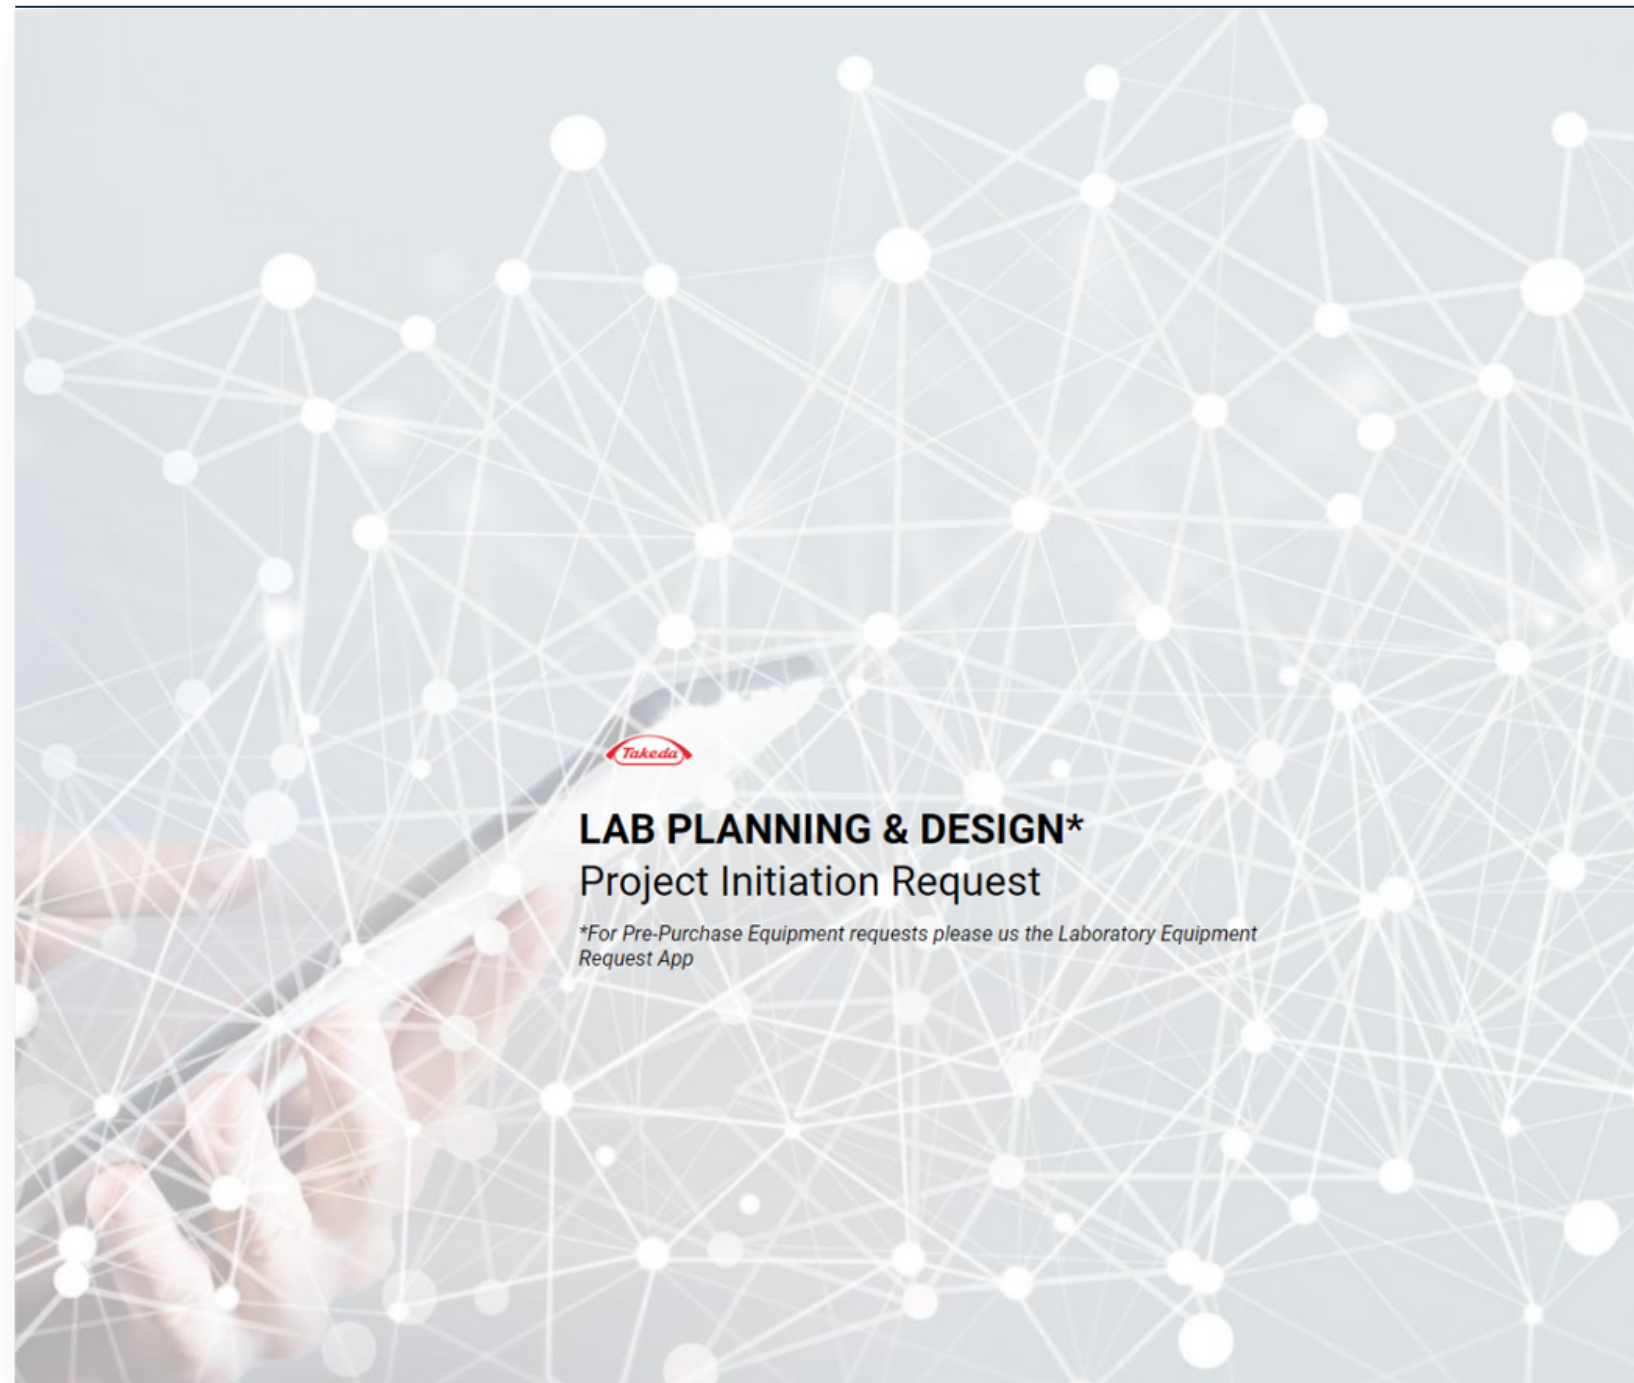 Takeda
LAB PLANNING & DESIGN*
Project Initiation Request
*For Pre-Purchase Equipment requests please us the Laboratory Equipment
Request App